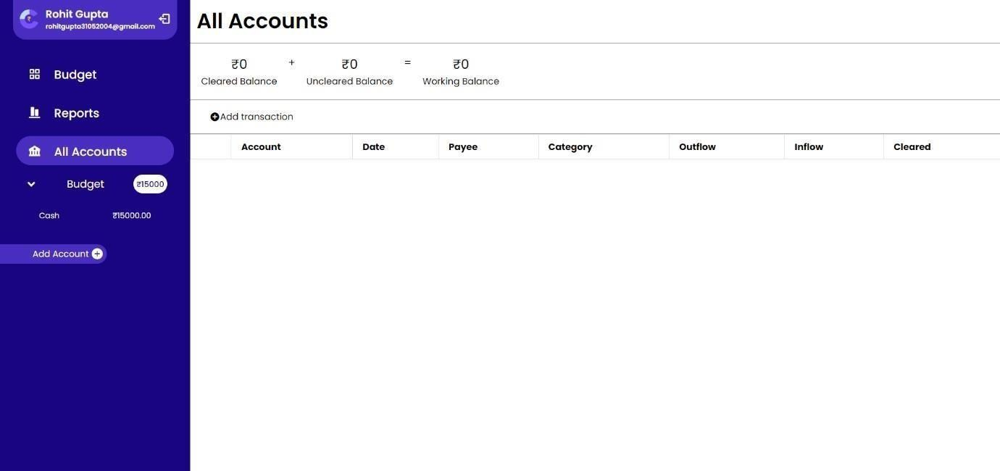 Rohit Gupta
rohitgupta31052004@gmail.com
Budget
Reports
All Accounts
Budget ₹15000
Cash ₹15000.00
Add Account
All Accounts
₹0 + ₹0 = ₹0
Cleared Balance Uncleared Balance Working Balance
Add transaction
Account Date Payee Category Outflow Inflow Cleared